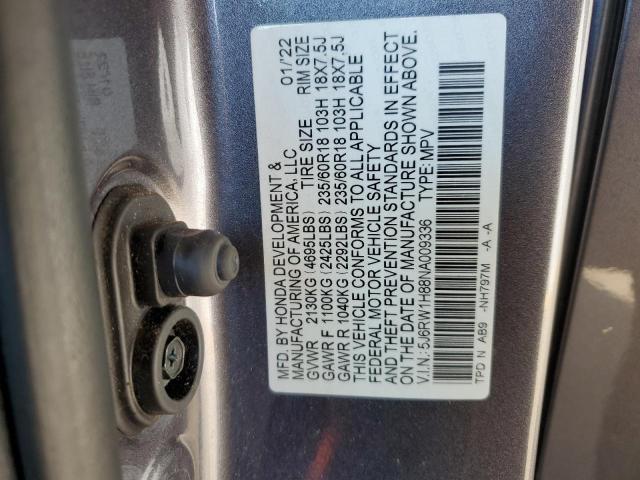 MFD. BY HONDA DEVELOPMENT &
MANUFACTURING OF AMERICA, LLC 01/'22
GVWR 2130KG (4695LBS) TIRE SIZE RIM SIZE
GAWR F 1100KG (2425LBS) 235/60R18 103H 18X7.5J
GAWR R 1040KG (2292LBS) 235/60R18 103H 18X7.5J
THIS VEHICLE CONFORMS TO ALL APPLICABLE
FEDERAL MOTOR VEHICLE SAFETY
AND THEFT PREVENTION STANDARDS IN EFFECT
ON THE DATE OF MANUFACTURE SHOWN ABOVE.
V.I.N.: 5J6RW1H88NA009336 TYPE: MPV
TPD N AB9 -NH797M -A -A